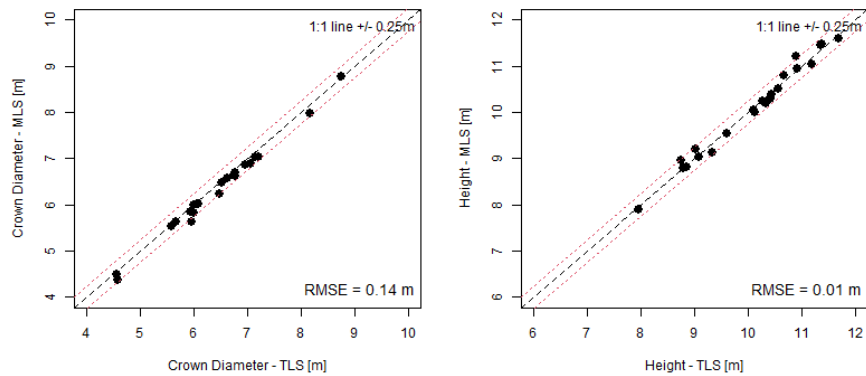 1:1 line +/- 0.25m
10
9
8
7
6
5
4
Crown Diameter - MLS [m]
RMSE = 0.14 m
4 5 6 7 8 9 10
Crown Diameter - TLS [m]
1:1 line +/- 0.25m
12
11
10
9
8
7
6
Height - MLS [m]
RMSE = 0.01 m
6 7 8 9 10 11 12
Height - TLS [m]